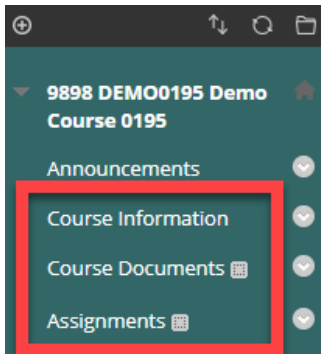 9898 DEMO0195 Demo
Course 0195
Announcements
Course Information
Course Documents
Assignments